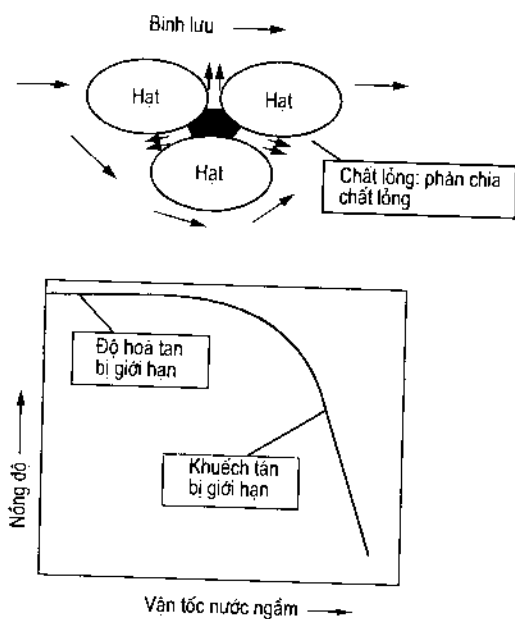 Bình lưu
Hạt
Hạt
Hạt
Chất lỏng: phân chia
chất lỏng
Độ hoà tan
bị giới hạn
Khuếch tán
bị giới hạn
Nồng độ
Vận tốc nước ngầm